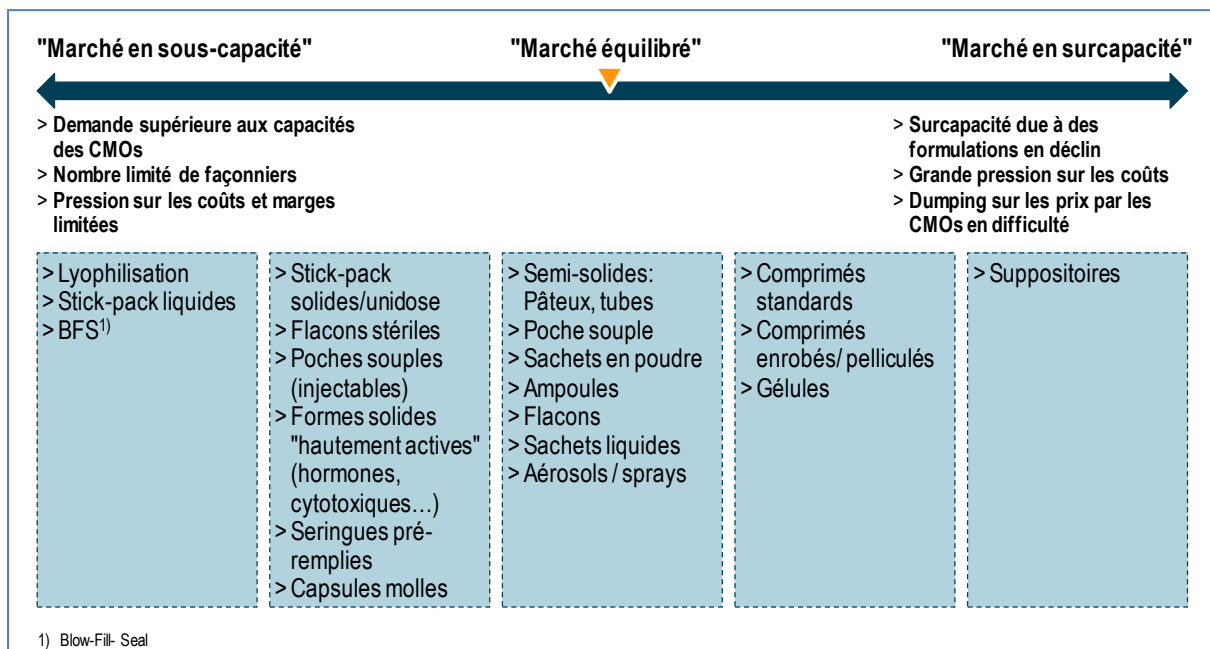 "Marché en sous-capacité"
"Marché équilibré"
"Marché en surcapacité"
> Demande supérieure aux capacités
des CMOs
> Nombre limité de façonniers
> Pression sur les coûts et marges
limitées
> Surcapacité due à des
formulations en déclin
> Grande pression sur les coûts
> Dumping sur les prix par les
CMOs en difficulté
> Lyophilisation
> Stick-pack liquides
> BFS1)
> Stick-pack
solides/unidose
> Flacons stériles
> Poches souples
(injectables)
> Formes solides
"hautement actives"
(hormones,
cytotoxiques…)
> Seringues pré-
remplies
> Capsules molles
> Semi-solides:
Pâteux, tubes
> Poche souple
> Sachets en poudre
> Ampoules
> Flacons
> Sachets liquides
> Aérosols / sprays
> Comprimés
standards
> Comprimés
enrobés/ pelliculés
> Gélules
> Suppositoires
1) Blow-Fill- Seal